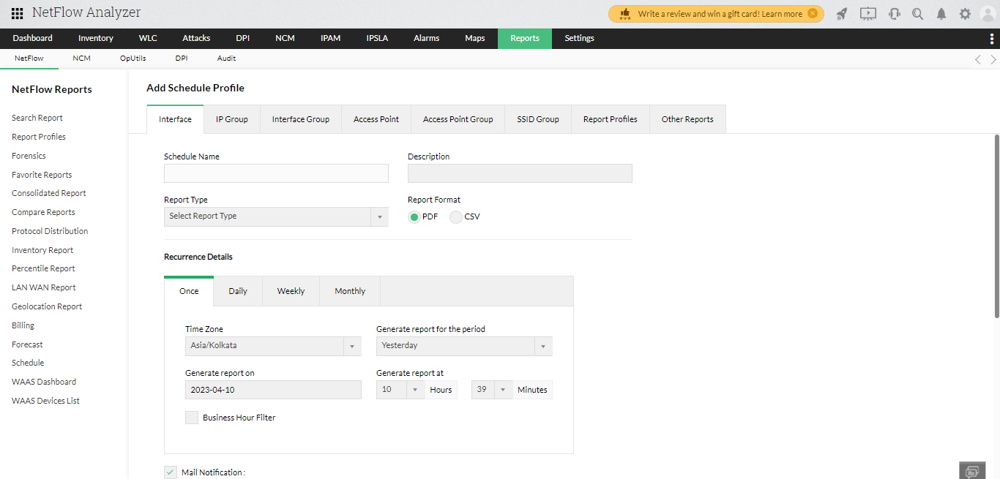 NetFlow Analyzer
Write a review and win a gift card! Learn more
Dashboard Inventory WLC Attacks DPI NCM IPAM IPSLA Alarms Maps Reports Settings
NetFlow NCM OpUtils DPI Audit
NetFlow Reports
Search Report
Report Profiles
Forensics
Favorite Reports
Consolidated Report
Compare Reports
Protocol Distribution
Inventory Report
Percentile Report
LAN WAN Report
Geolocation Report
Billing
Forecast
Schedule
WAAS Dashboard
WAAS Devices List
Add Schedule Profile
Interface IP Group Interface Group Access Point Access Point Group SSID Group Report Profiles Other Reports
Schedule Name Description
Report Type Report Format
Select Report Type PDF CSV
Recurrence Details
Once Daily Weekly Monthly
Time Zone Generate report for the period
Asia/Kolkata Yesterday
Generate report on Generate report at
2023-04-10 10 Hours 39 Minutes
Business Hour Filter
Mail Notification :